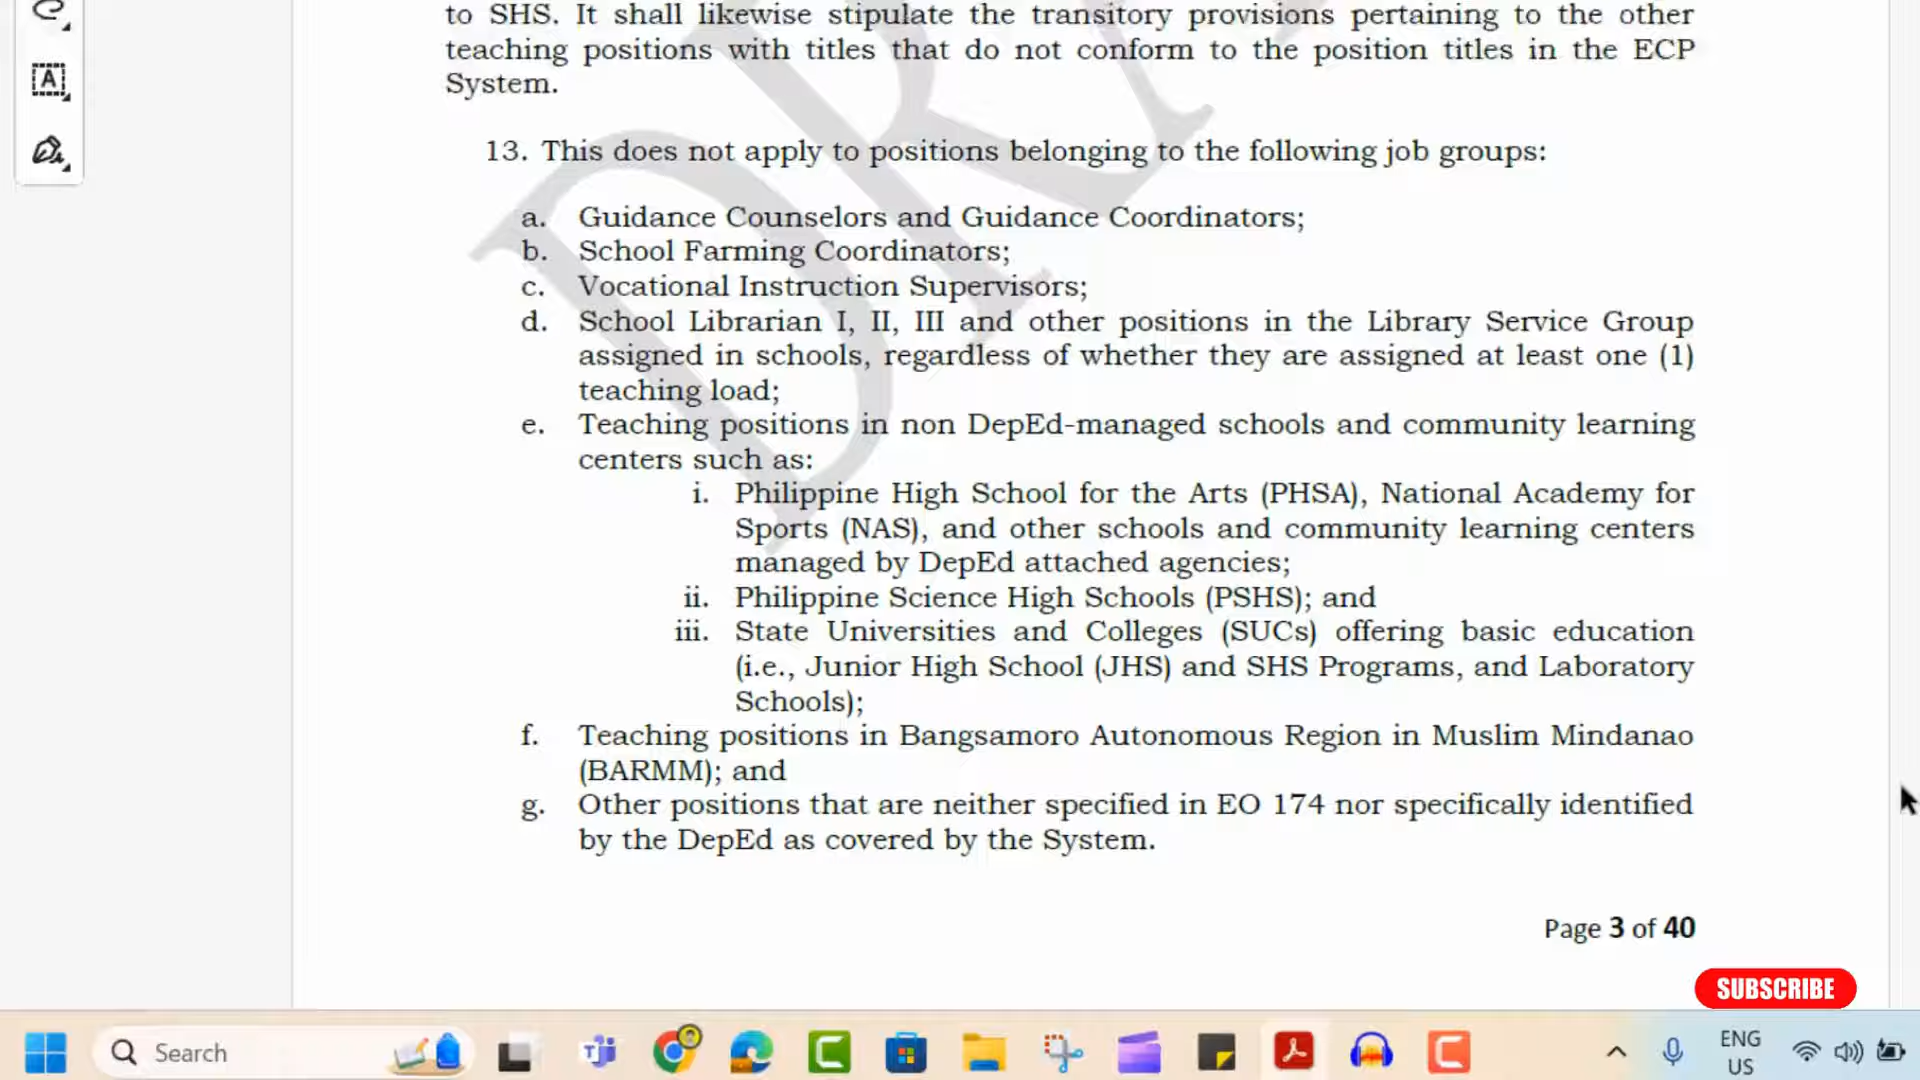 to SHS. It shall likewise stipulate the transitory provisions pertaining to the other
teaching positions with titles that do not conform to the position titles in the ECP
System.
13. This does not apply to positions belonging to the following job groups:
a. Guidance Counselors and Guidance Coordinators;
b. School Farming Coordinators;
c. Vocational Instruction Supervisors;
d. School Librarian I, II, III and other positions in the Library Service Group
assigned in schools, regardless of whether they are assigned at least one (1)
teaching load;
e. Teaching positions in non DepEd-managed schools and community learning
centers such as:
i. Philippine High School for the Arts (PHSA), National Academy for
Sports (NAS), and other schools and community learning centers
managed by DepEd attached agencies;
ii. Philippine Science High Schools (PSHS); and
iii. State Universities and Colleges (SUCs) offering basic education
(i.e., Junior High School (JHS) and SHS Programs, and Laboratory
Schools);
f. Teaching positions in Bangsamoro Autonomous Region in Muslim Mindanao
(BARMM); and
g. Other positions that are neither specified in EO 174 nor specifically identified
by the DepEd as covered by the System.
Page 3 of 40
SUBSCRIBE
Search
ENG
US